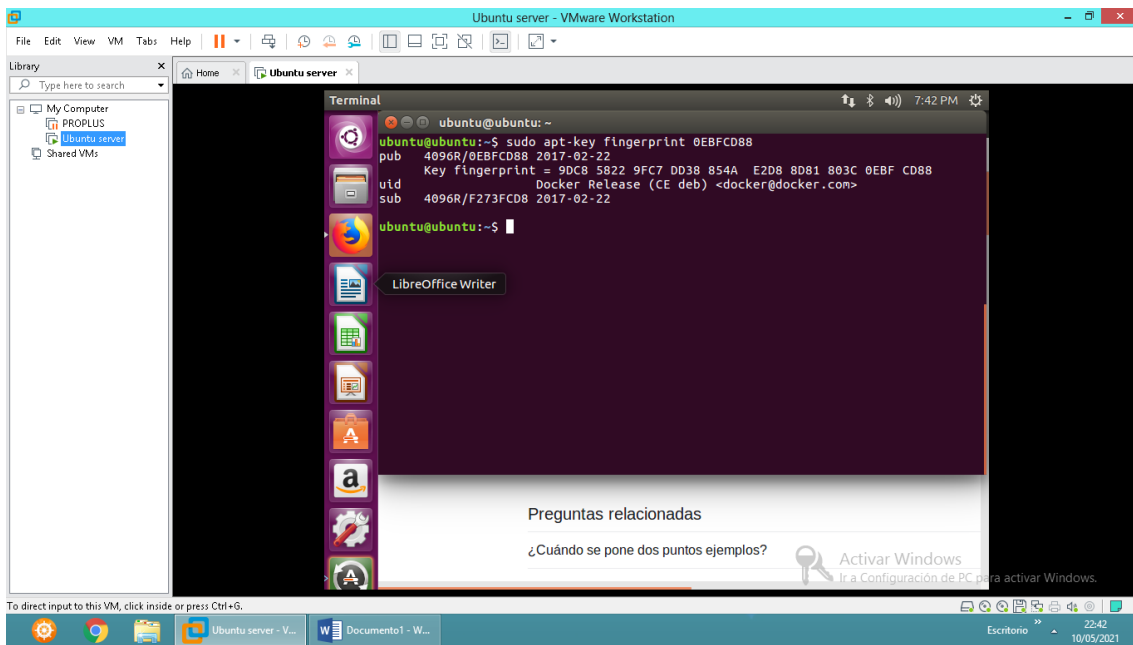 Ubuntu server - VMware Workstation
File Edit View VM Tabs Help
Library
Type here to search
My Computer
PROPLUS
Ubuntu server
Shared VMs
Home
Ubuntu server
Terminal 7:42 PM
ubuntu@ubuntu: ~
ubuntu@ubuntu:~$ sudo apt-key fingerprint 0EBFCD88
pub 4096R/0EBFCD88 2017-02-22
Key fingerprint = 9DC8 5822 9FC7 DD38 854A E2D8 8D81 803C 0EBF CD88
uid Docker Release (CE deb) <docker@docker.com>
sub 4096R/F273FCD8 2017-02-22
ubuntu@ubuntu:~$
LibreOffice Writer
Preguntas relacionadas
¿Cuándo se pone dos puntos ejemplos?
Activar Windows
Ir a Configuración de PC para activar Windows.
To direct input to this VM, click inside or press Ctrl+G.
Ubuntu server - V...
Documento1 - W...
Escritorio
22:42
10/05/2021